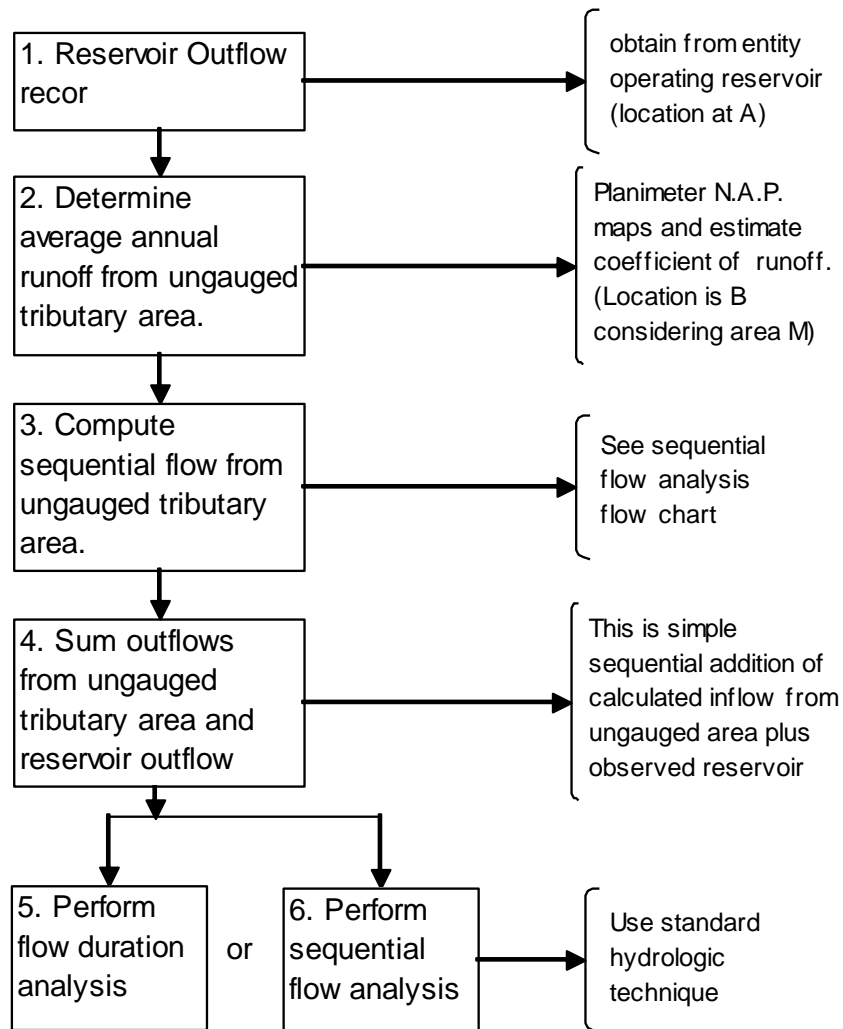 1. Reservoir Outflow
recor
obtain from entity
operating reservoir
(location at A)
2. Determine
average annual
runoff from ungauged
tributary area.
Planimeter N.A.P.
maps and estimate
coefficient of runoff.
(Location is B
considering area M)
3. Compute
sequential flow from
ungauged tributary
area.
See sequential
flow analysis
flow chart
4. Sum outflows
from ungauged
tributary area and
reservoir outflow
This is simple
sequential addition of
calculated inflow from
ungauged area plus
observed reservoir
5. Perform
flow duration
analysis
or
6. Perform
sequential
flow analysis
Use standard
hydrologic
technique